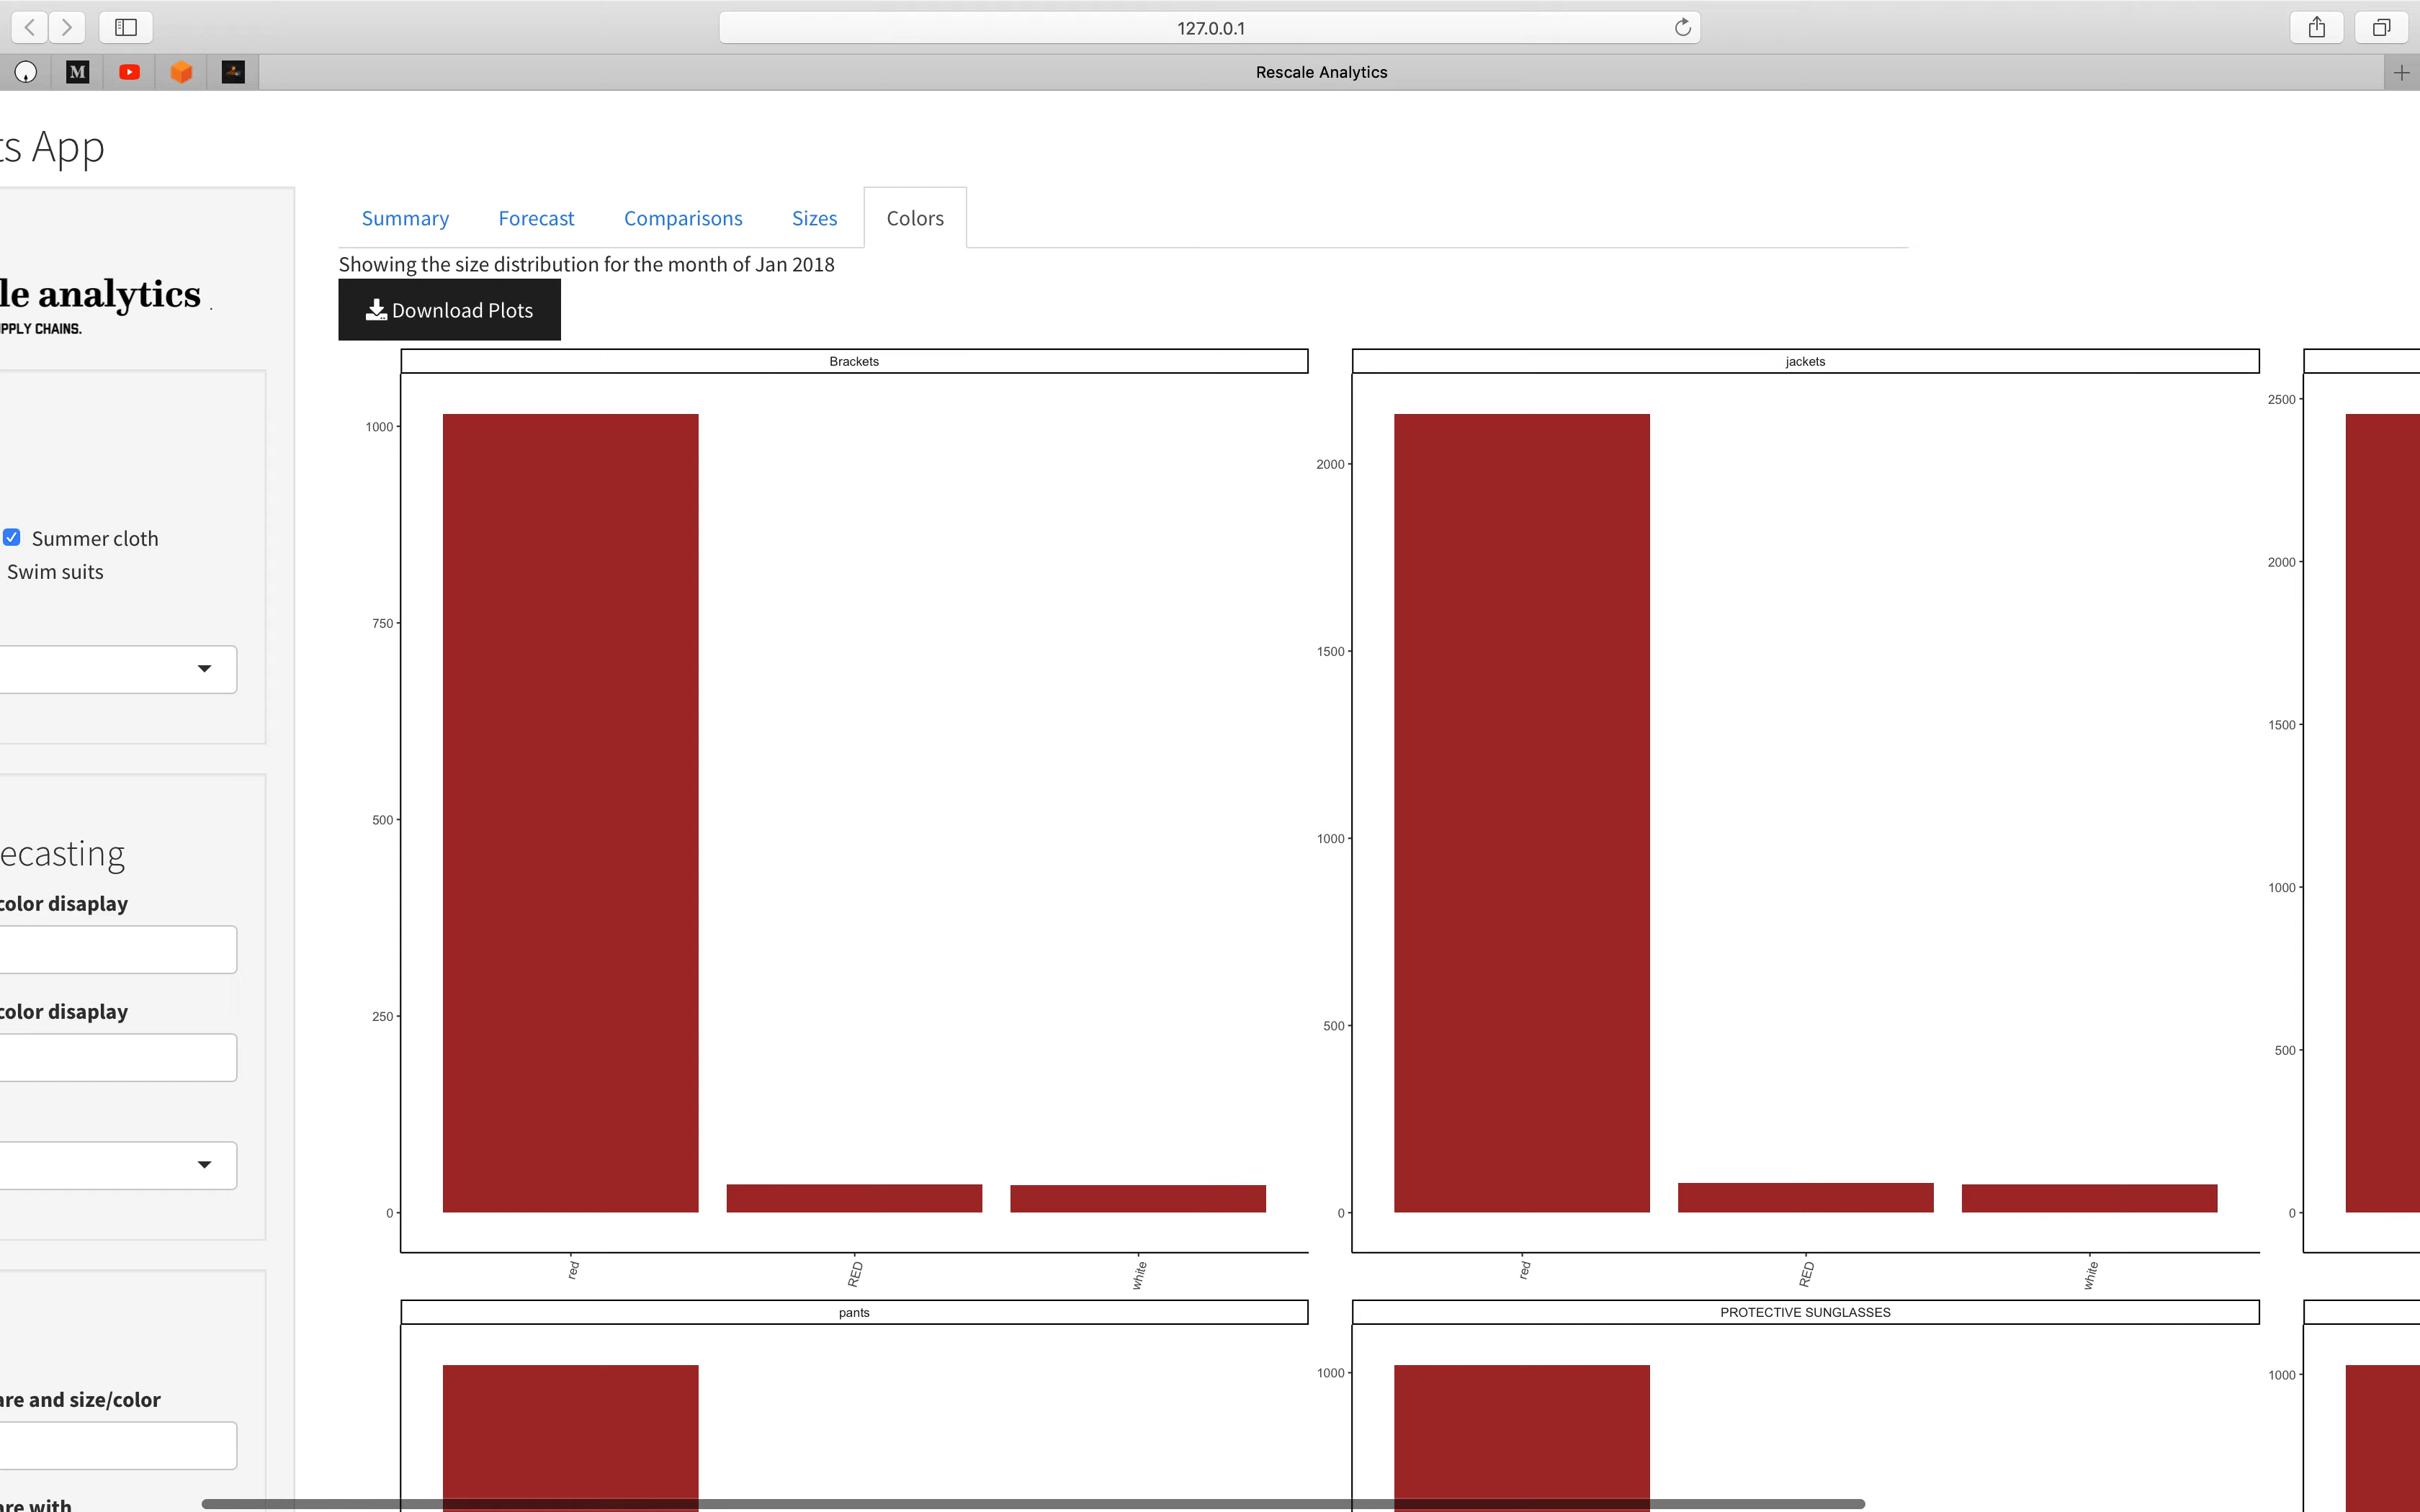 127.0.0.1
M
Rescale Analytics
ts App
Summary Forecast Comparisons Sizes Colors
Showing the size distribution for the month of Jan 2018
Download Plots
le analytics .
PPLY CHAINS.
Summer cloth
Swim suits
ecasting
color disaplay
color disaplay
are and size/color
are with
Brackets
1000
750
500
250
0
red RED white
jackets
2000
1500
1000
500
0
red RED white
2500
2000
1500
1000
500
0
pants
PROTECTIVE SUNGLASSES
1000
1000